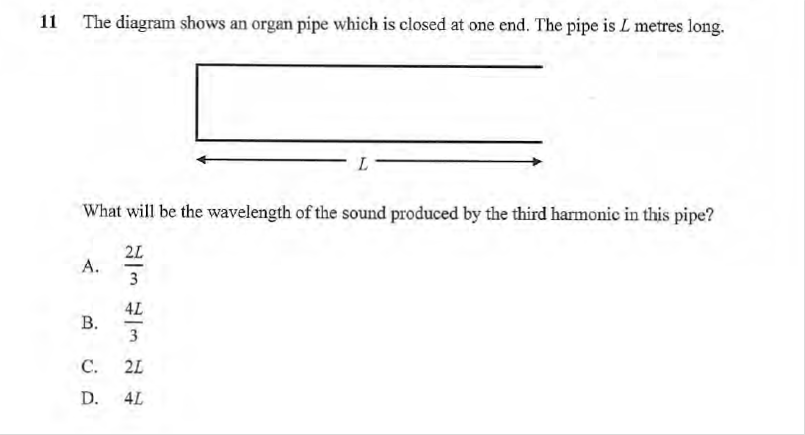 11 The diagram shows an organ pipe which is closed at one end. The pipe is L metres long.
L
What will be the wavelength of the sound produced by the third harmonic in this pipe?
A. 2L/3
B. 4L/3
C. 2L
D. 4L